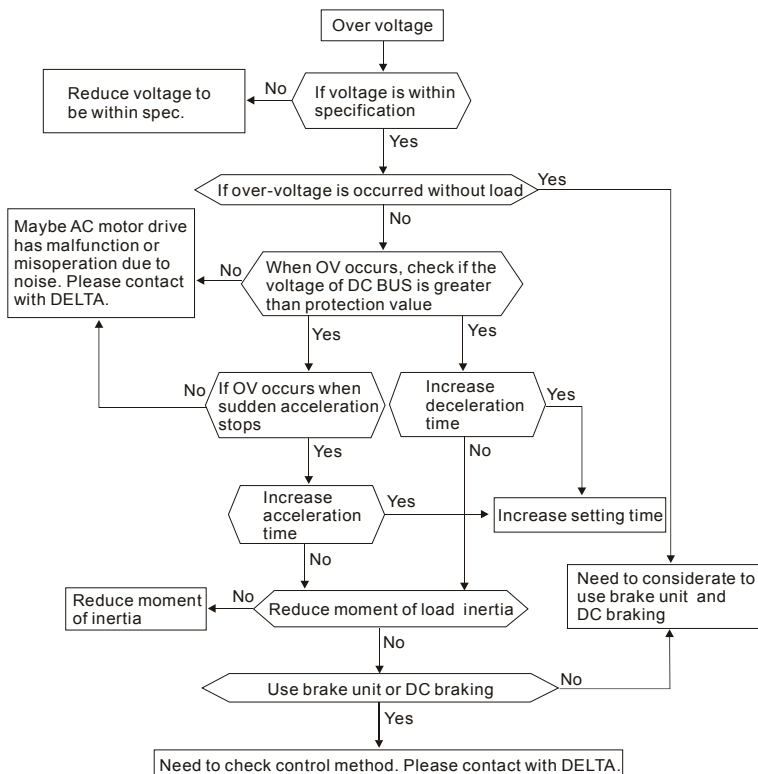 Over voltage
Reduce voltage to
be within spec.
No
If voltage is within
specification
Yes
If over-voltage is occurred without load
Yes
No
Maybe AC motor drive
has malfunction or
misoperation due to
noise. Please contact
with DELTA.
No
When OV occurs, check if the
voltage of DC BUS is greater
than protection value
Yes
Yes
No
If OV occurs when
sudden acceleration
stops
Increase
deceleration
time
Yes
Yes
No
Increase
acceleration
time
Yes
Increase setting time
No
Need to considerate to
use brake unit and
DC braking
Reduce moment
of inertia
No
Reduce moment of load inertia
No
Use brake unit or DC braking
No
Yes
Need to check control method. Please contact with DELTA.